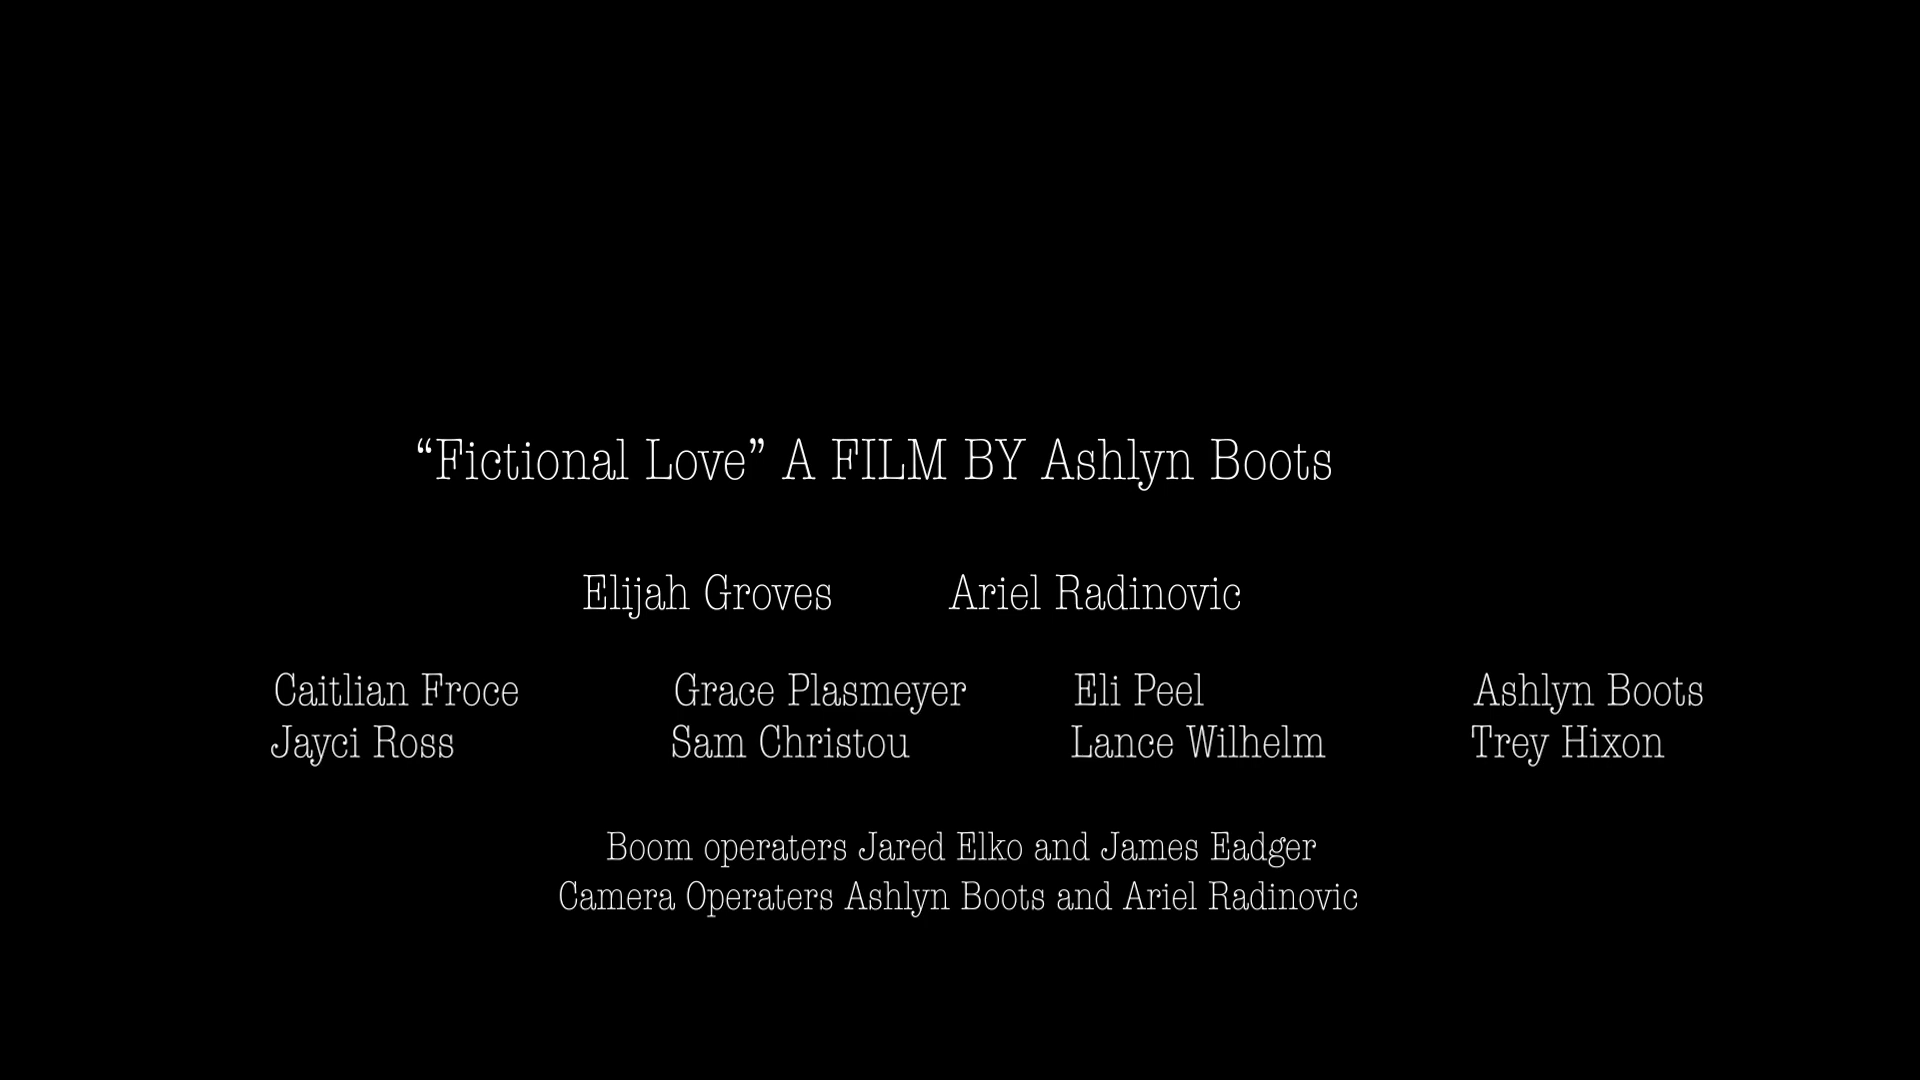 “Fictional Love” A FILM BY Ashlyn Boots
Elijah Groves Ariel Radinovic
Caitlian Froce Grace Plasmeyer Eli Peel Ashlyn Boots
Jayci Ross Sam Christou Lance Wilhelm Trey Hixon
Boom operaters Jared Elko and James Eadger
Camera Operaters Ashlyn Boots and Ariel Radinovic